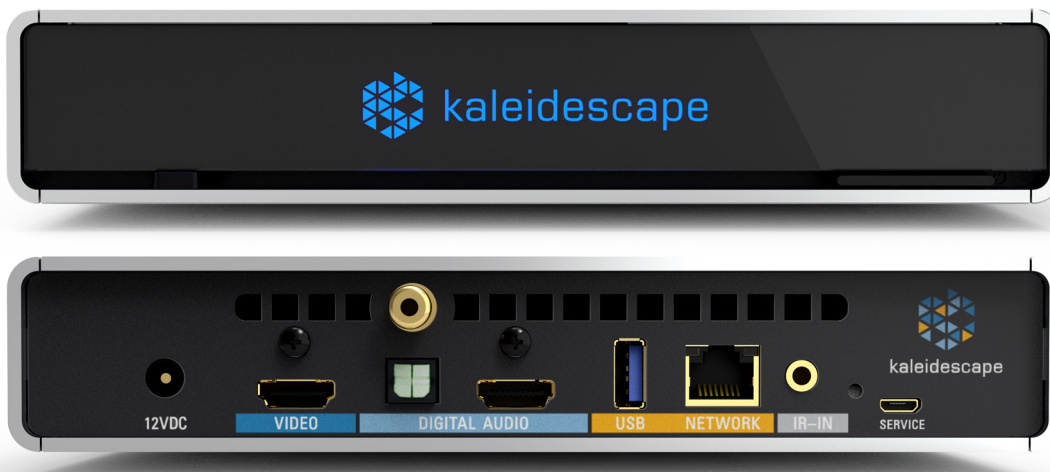 kaleidescape
kaleidescape
12VDC
VIDEO
DIGITAL AUDIO
USB
NETWORK
IR-IN
SERVICE